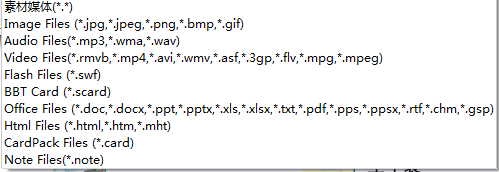 素材媒体(*.*)
Image Files (*.jpg,*.jpeg,*.png,*.bmp,*.gif)
Audio Files(*.mp3,*.wma,*.wav)
Video Files(*.rmvb,*.mp4,*.avi,*.wmv,*.asf,*.3gp,*.flv,*.mpg,*.mpeg)
Flash Files (*.swf)
BBT Card (*.scard)
Office Files (*.doc,*.docx,*.ppt,*.pptx,*.xls,*.xlsx,*.txt,*.pdf,*.pps,*.ppsx,*.rtf,*.chm,*.gsp)
Html Files (*.html,*.htm,*.mht)
CardPack Files (*.card)
Note Files(*.note)